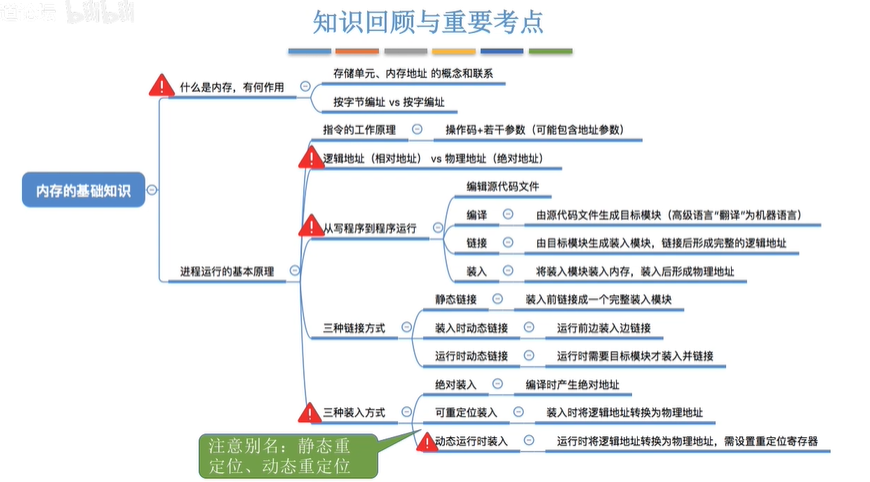 bilibili
知识回顾与重要考点
存储单元、内存地址 的概念和联系
什么是内存，有何作用
按字节编址 vs 按字编址
指令的工作原理
操作码+若干参数（可能包含地址参数）
逻辑地址（相对地址） vs 物理地址（绝对地址）
内存的基础知识
编辑源代码文件
从写程序到程序运行
编译
由源代码文件生成目标模块（高级语言“翻译”为机器语言）
链接
由目标模块生成装入模块，链接后形成完整的逻辑地址
装入
将装入模块装入内存，装入后形成物理地址
进程运行的基本原理
三种链接方式
静态链接
装入前链接成一个完整装入模块
装入时动态链接
运行前边装入边链接
运行时动态链接
运行时需要目标模块才装入并链接
三种装入方式
绝对装入
编译时产生绝对地址
可重定位装入
装入时将逻辑地址转换为物理地址
动态运行时装入
运行时将逻辑地址转换为物理地址，需设置重定位寄存器
注意别名：静态重
定位、动态重定位